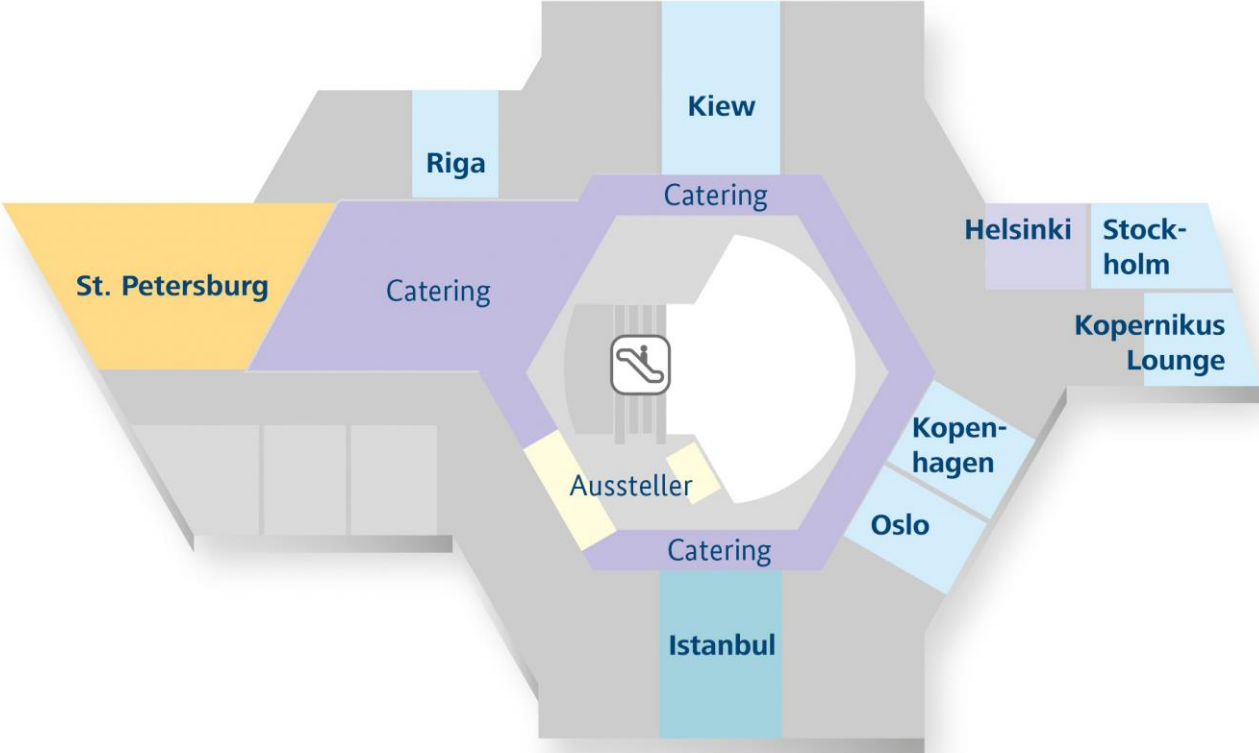 Kiew
Riga
Catering
Helsinki
Stock-
holm
St. Petersburg
Catering
Kopernikus
Lounge
Kopen-
hagen
Aussteller
Oslo
Catering
Istanbul